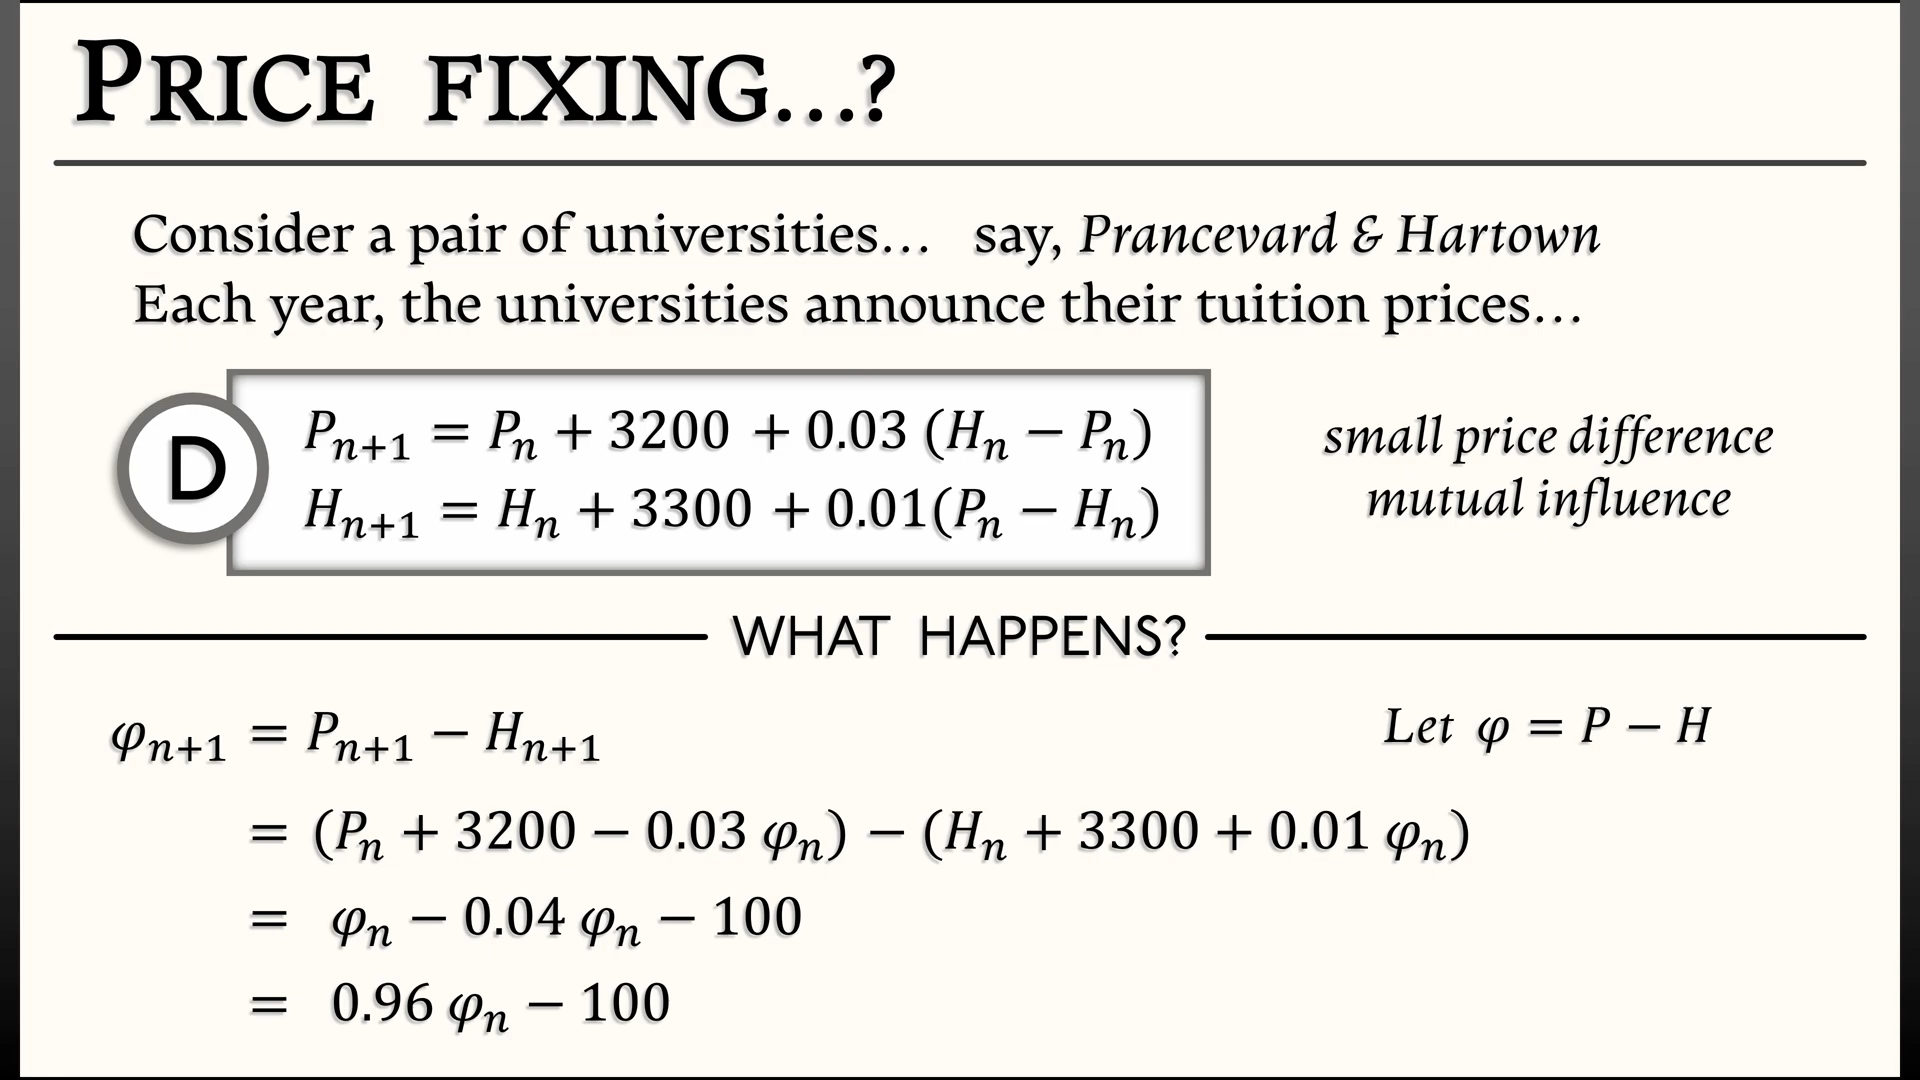 PRICE FIXING...?
Consider a pair of universities... say, Prancevard & Hartown
Each year, the universities announce their tuition prices...
D
Pₙ₊₁ = Pₙ + 3200 + 0.03 (Hₙ − Pₙ)
Hₙ₊₁ = Hₙ + 3300 + 0.01(Pₙ − Hₙ)
small price difference
mutual influence
WHAT HAPPENS?
φₙ₊₁ = Pₙ₊₁ − Hₙ₊₁
Let φ = P − H
= (Pₙ + 3200 − 0.03 φₙ) − (Hₙ + 3300 + 0.01 φₙ)
= φₙ − 0.04 φₙ − 100
= 0.96 φₙ − 100